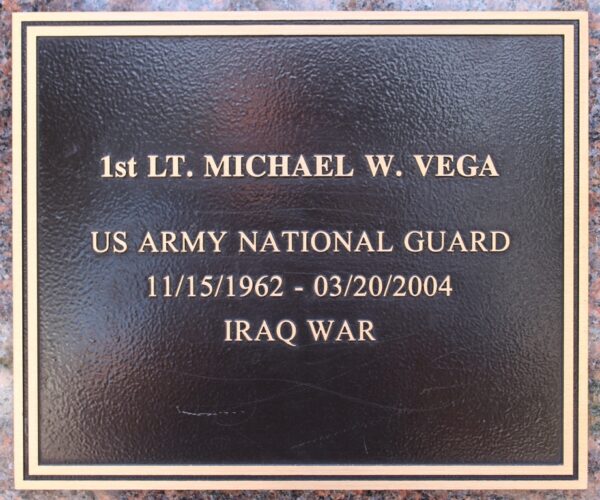 1st LT. MICHAEL W. VEGA
US ARMY NATIONAL GUARD
11/15/1962 - 03/20/2004
IRAQ WAR